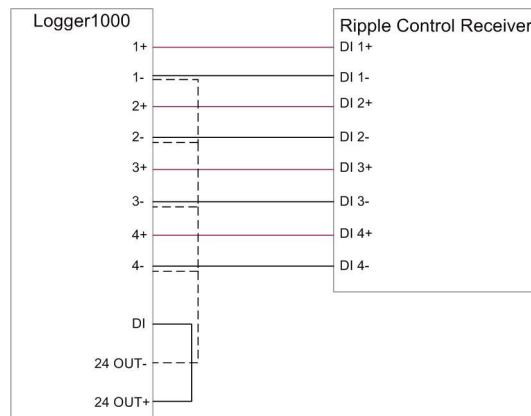 Logger1000
Ripple Control Receiver
1+
DI 1+
1-
DI 1-
2+
DI 2+
2-
DI 2-
3+
DI 3+
3-
DI 3-
4+
DI 4+
4-
DI 4-
DI
24 OUT-
24 OUT+